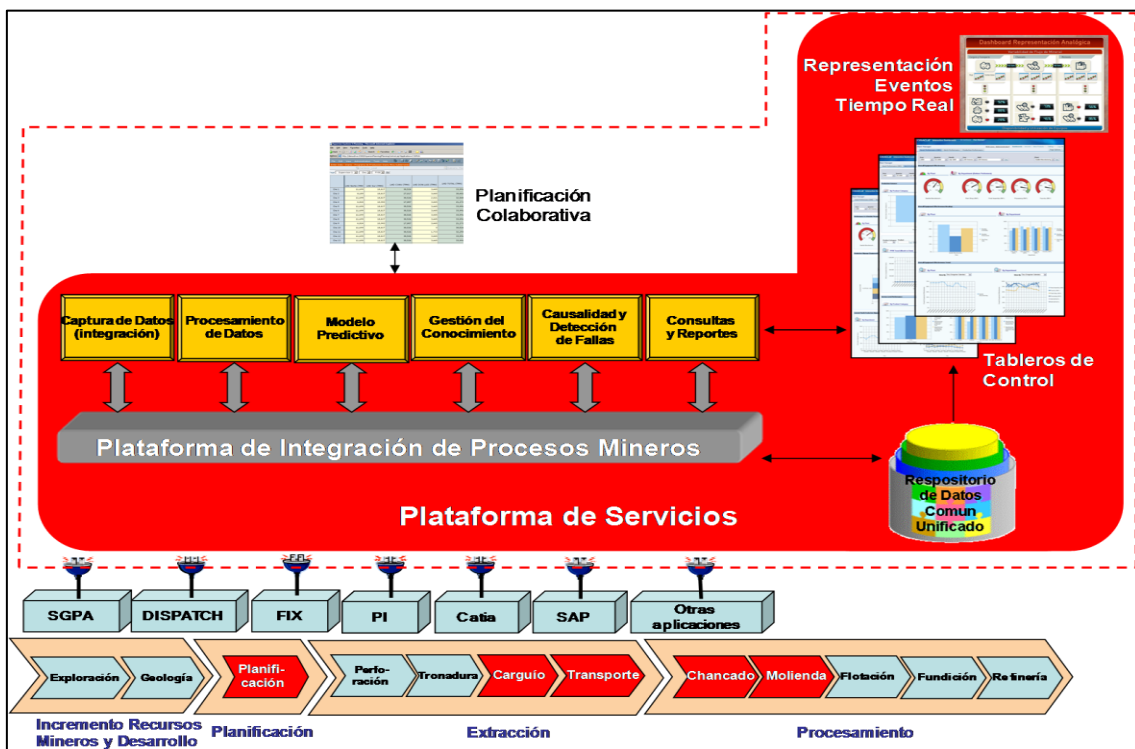 Dashboard Representación Analógica
Representación
Eventos
Tiempo Real
Planificación
Colaborativa
Captura de Datos
(integración)
Procesamiento
de Datos
Modelo
Predictivo
Gestión del
Conocimiento
Causalidad y
Detección
de Fallas
Consultas
y Reportes
Tableros de
Control
Plataforma de Integración de Procesos Mineros
Respositorio
de Datos
Comun
Unificado
Plataforma de Servicios
SGPA
DISPATCH
FIX
PI
Catia
SAP
Otras
aplicaciones
Exploración
Geología
Planifi-
cación
Perfo-
ración
Tronadura
Carguío
Transporte
Chancado
Molienda
Flotación
Fundición
Refinería
Incremento Recursos
Mineros y Desarrollo
Planificación
Extracción
Procesamiento